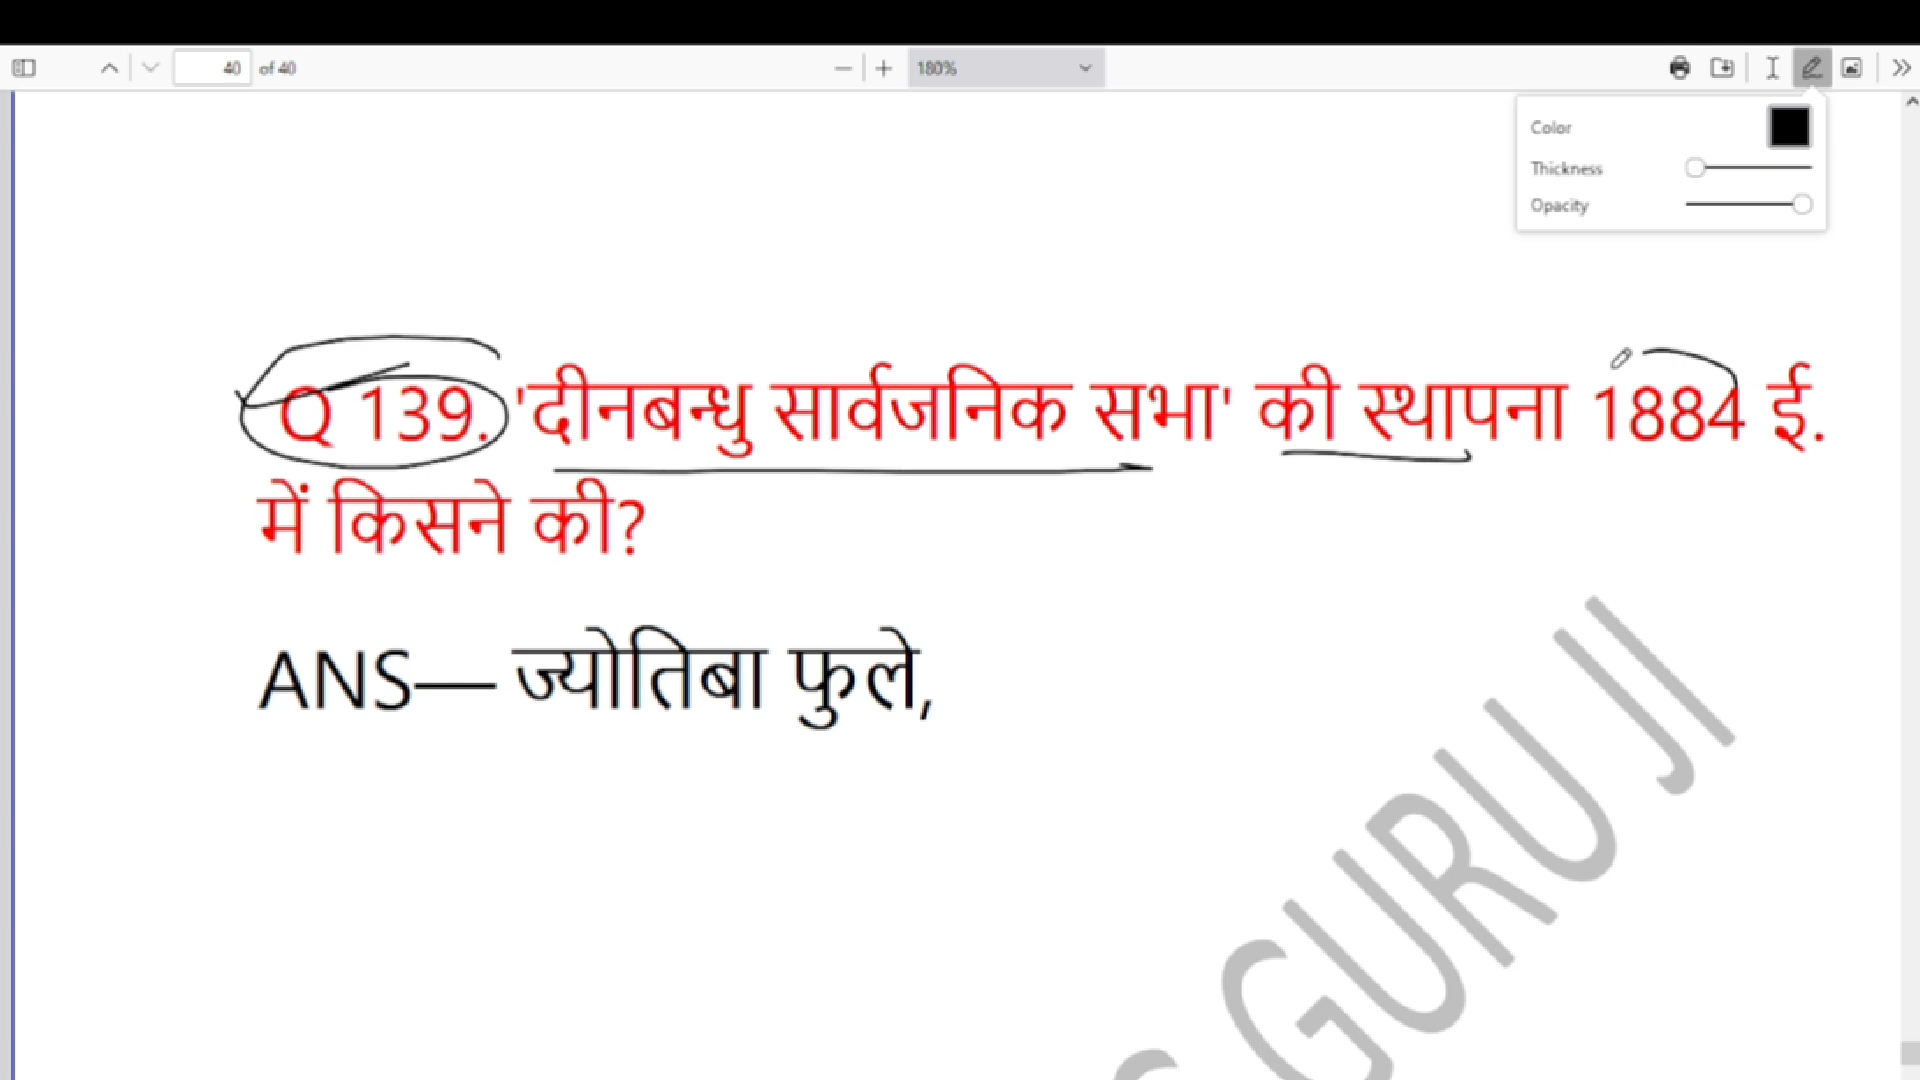 40 of 40
180%
Color
Thickness
Opacity
Q 139. 'दीनबन्धु सार्वजनिक सभा' की स्थापना 1884 ई.
में किसने की?
ANS— ज्योतिबा फुले,
GURU JI